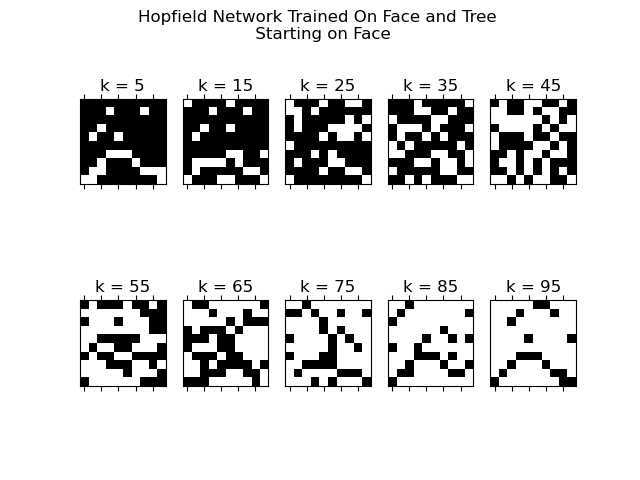 Hopfield Network Trained On Face and Tree
Starting on Face
k = 5 k = 15 k = 25 k = 35 k = 45
k = 55 k = 65 k = 75 k = 85 k = 95